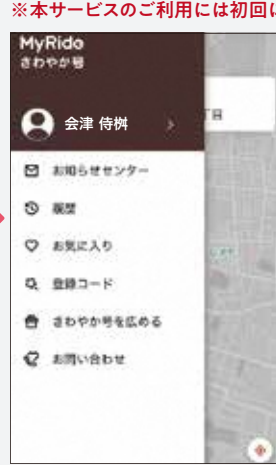 ※本サービスのご利用には初回に
MyRido
さわやか号
会津 侍桝
お知らせセンター
履歴
お気に入り
登録コード
さわやか号を広める
お問い合わせ